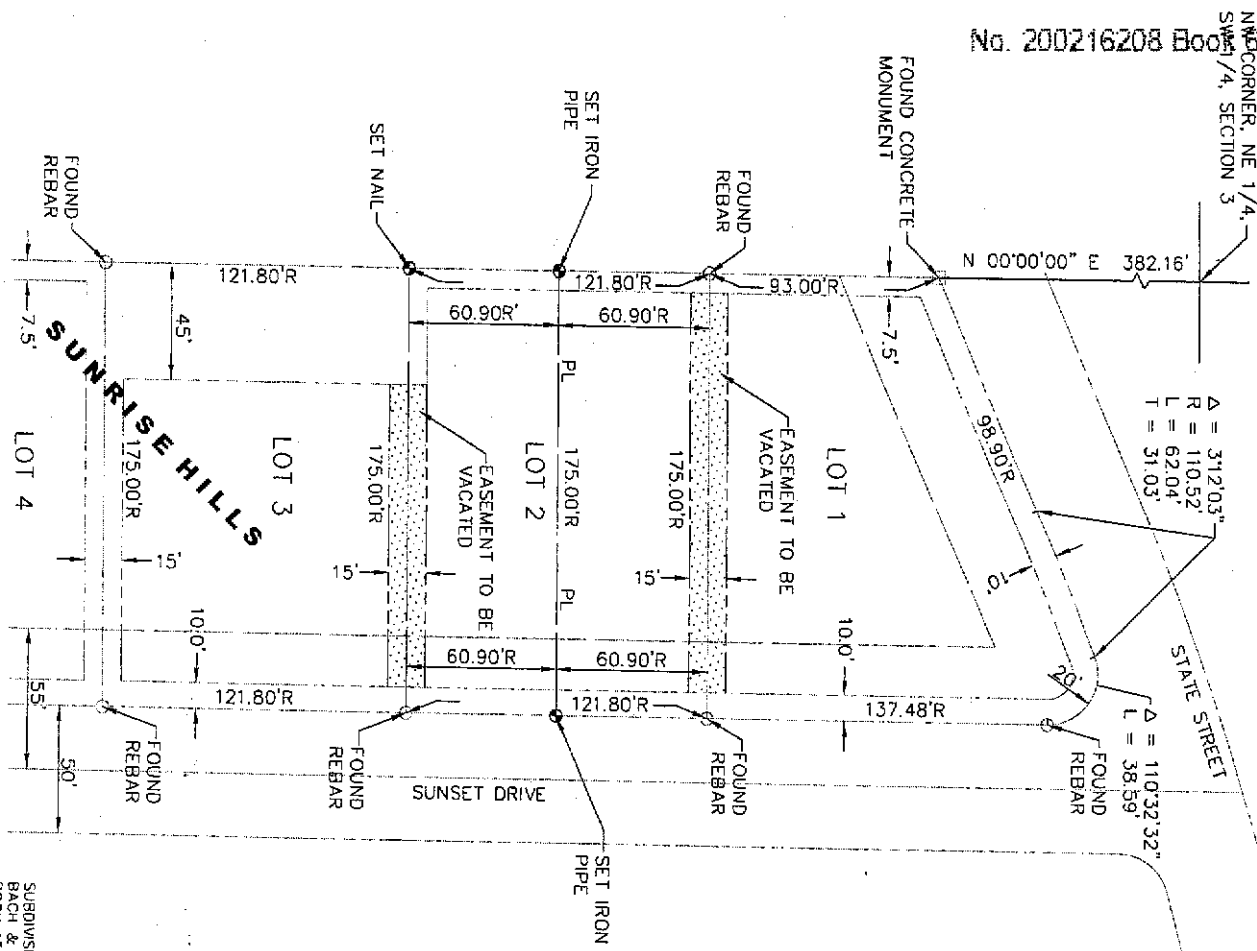 No. 200216208 Boo
NW CORNER, NE 1/4,
SW 1/4, SECTION 3
FOUND CONCRETE
MONUMENT
N 00°00'00" E 382.16'
SET IRON
PIPE
SET NAIL
FOUND
REBAR
FOUND
REBAR
121.80'R
121.80'R
93.00'R
7.5'
7.5'
45'
60.90R'
60.90'R
PL
PL
175.00'R
175.00'R
175.00'R
175.00'R
EASEMENT TO BE
VACATED
EASEMENT TO BE
VACATED
LOT 1
LOT 2
LOT 3
LOT 4
SUNRISE HILLS
98.90'R
Δ = 3°12'03"
R = 110.52'
L = 62.04'
T = 31.03'
10'
15'
15'
15'
10.0'
10.0'
60.90'R
60.90'R
121.80'R
121.80'R
137.48'R
20'
Δ = 110°32'32"
L = 38.59'
STATE STREET
FOUND
REBAR
FOUND
REBAR
FOUND
REBAR
FOUND
REBAR
55'
50'
SUNSET DRIVE
SET IRON
PIPE
SUBDIVIS
BACH &